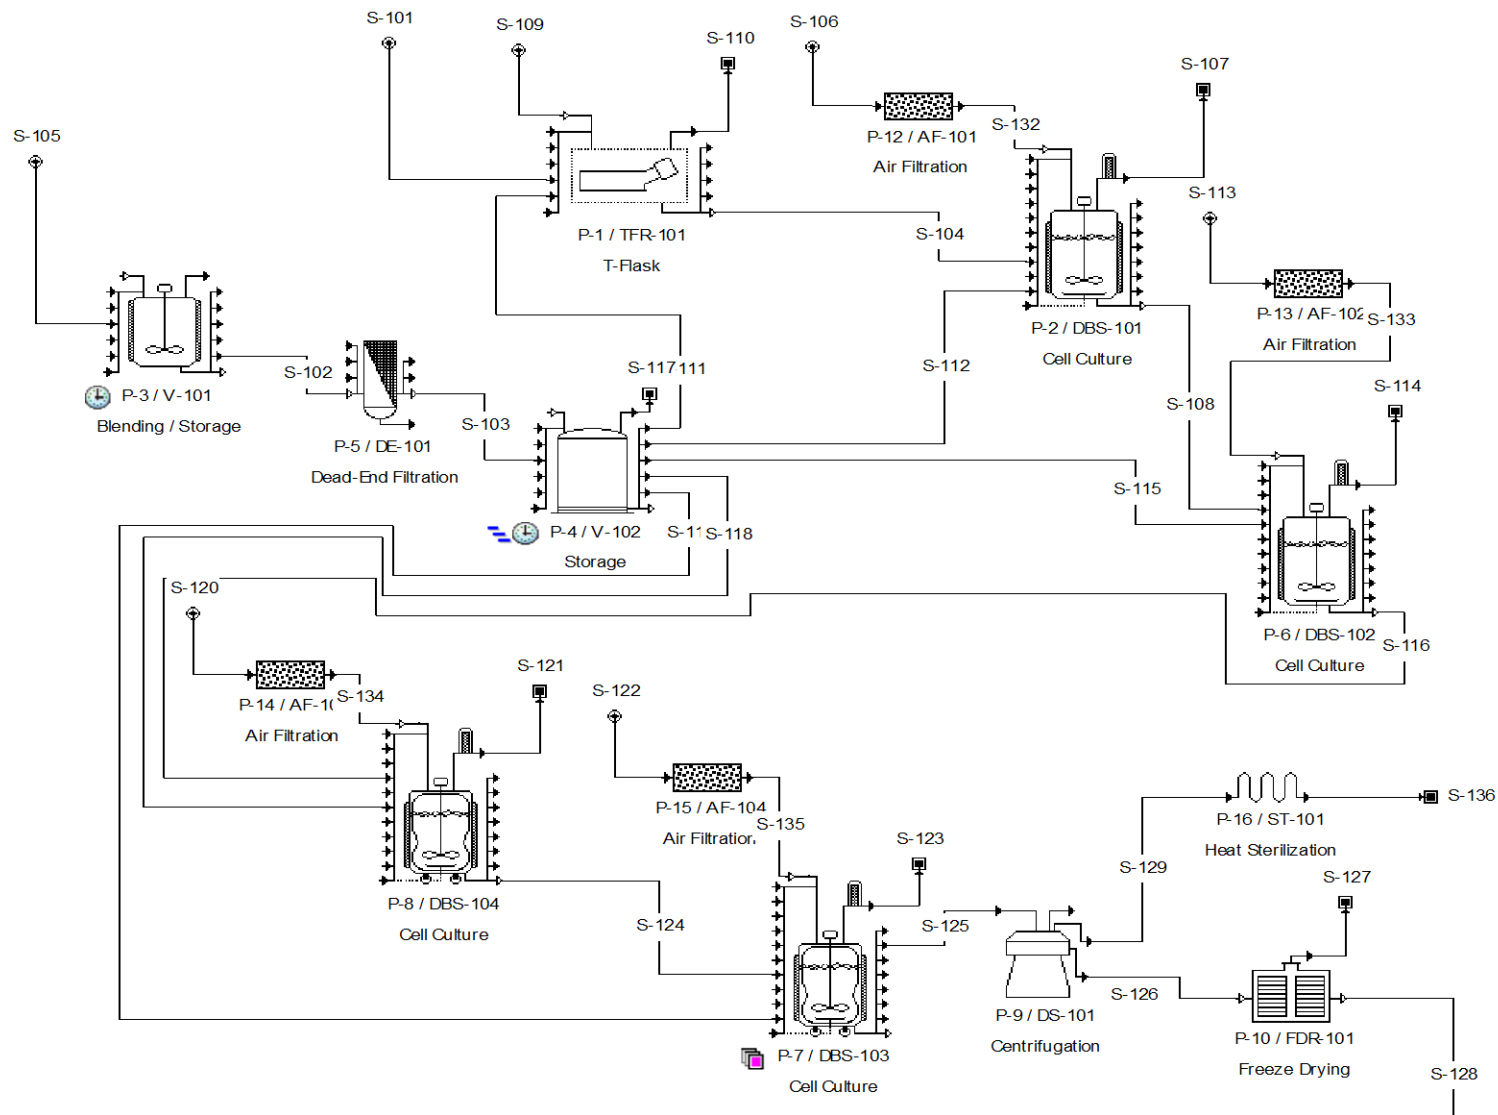 S-101
S-109
S-106
S-110
S-107
S-105
P-12 / AF-101
Air Filtration
S-132
S-113
P-1 / TFR-101
T-Flask
S-104
P-13 / AF-102
Air Filtration
S-133
P-2 / DBS-101
Cell Culture
S-102
S-117
111
S-112
S-114
P-3 / V-101
Blending / Storage
S-108
S-103
P-5 / DE-101
Dead-End Filtration
S-115
P-4 / V-102
Storage
S-11
S-118
S-120
P-6 / DBS-102
Cell Culture
S-116
S-121
S-122
P-14 / AF-10
Air Filtration
S-134
P-15 / AF-104
Air Filtration
S-135
S-136
P-16 / ST-101
Heat Sterilization
S-123
S-129
S-127
P-8 / DBS-104
Cell Culture
S-124
S-125
S-126
P-9 / DS-101
Centrifugation
P-10 / FDR-101
Freeze Drying
P-7 / DBS-103
Cell Culture
S-128